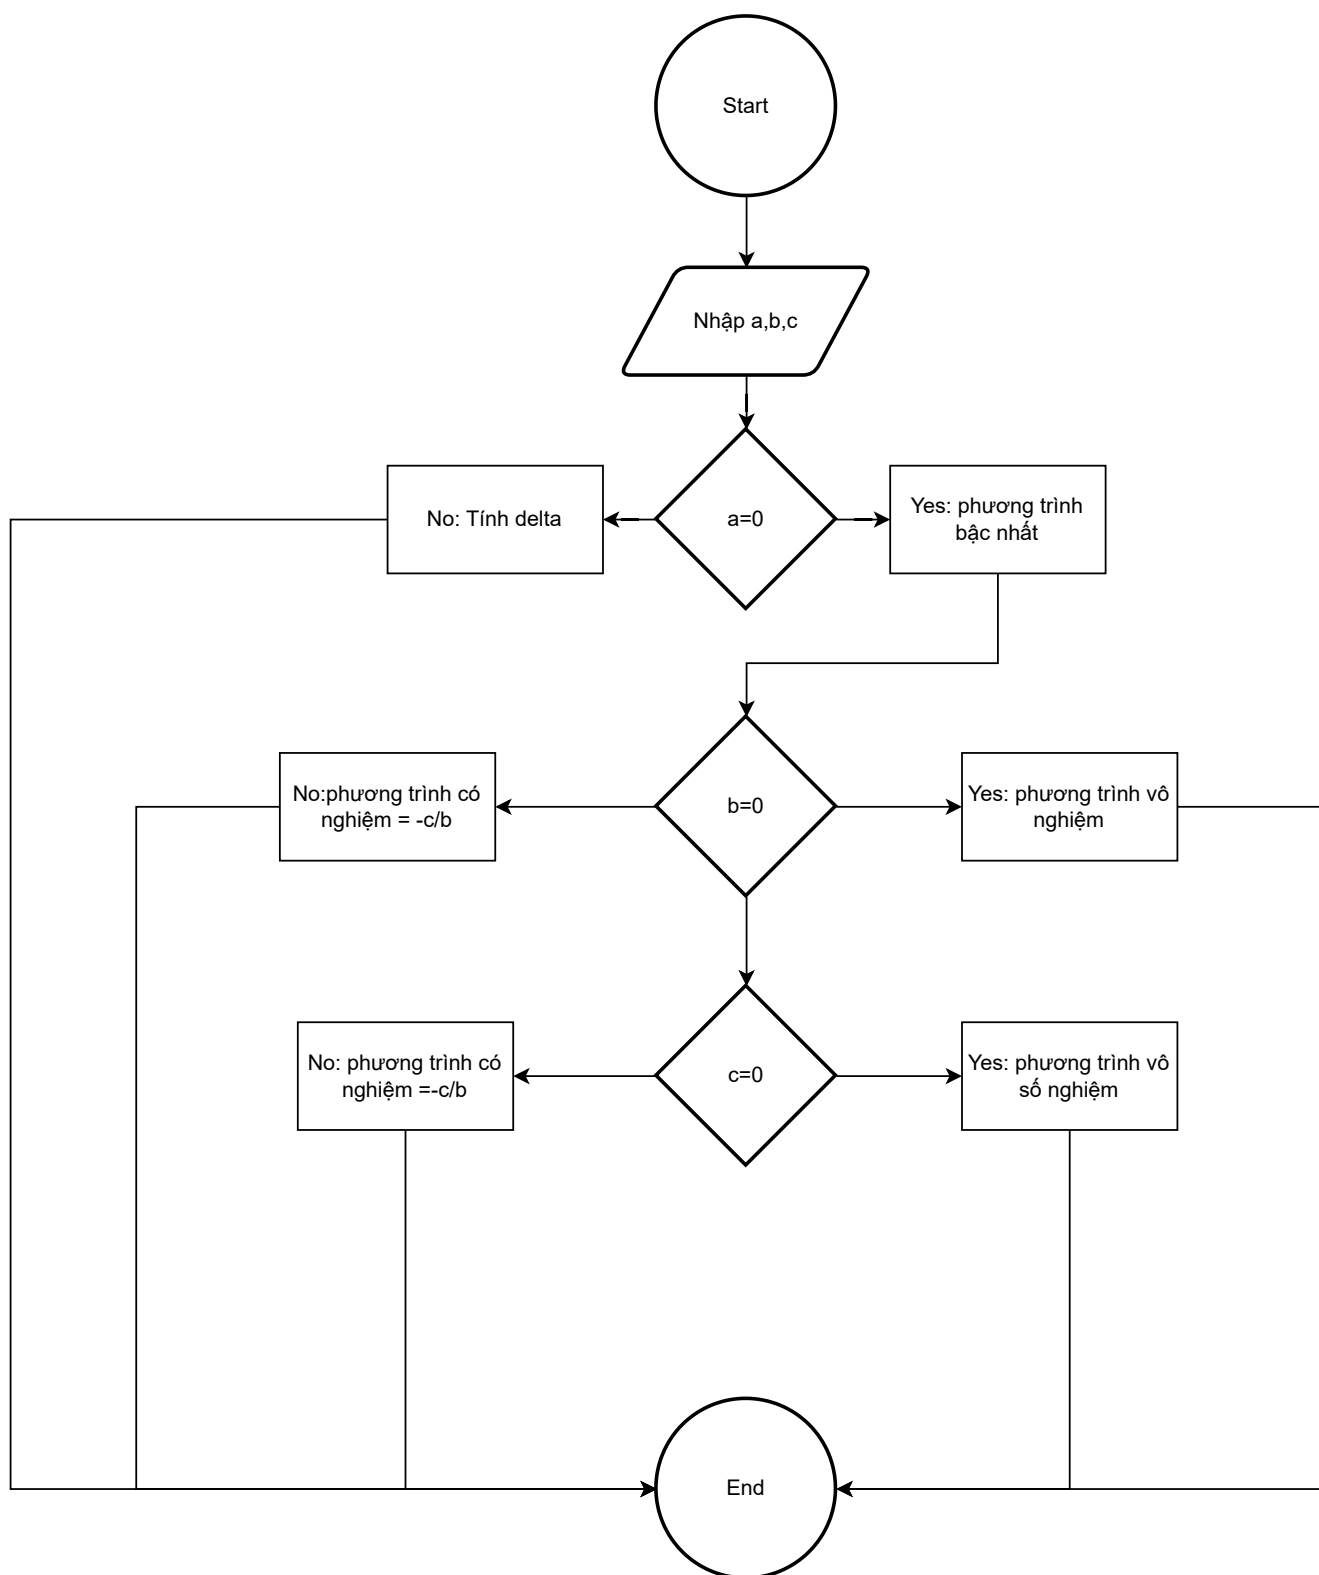 Start
Nhập a,b,c
No: Tính delta
a=0
Yes: phương trình
bậc nhất
No:phương trình có
nghiệm = -c/b
b=0
Yes: phương trình vô
nghiệm
No: phương trình có
nghiệm =-c/b
c=0
Yes: phương trình vô
số nghiệm
End